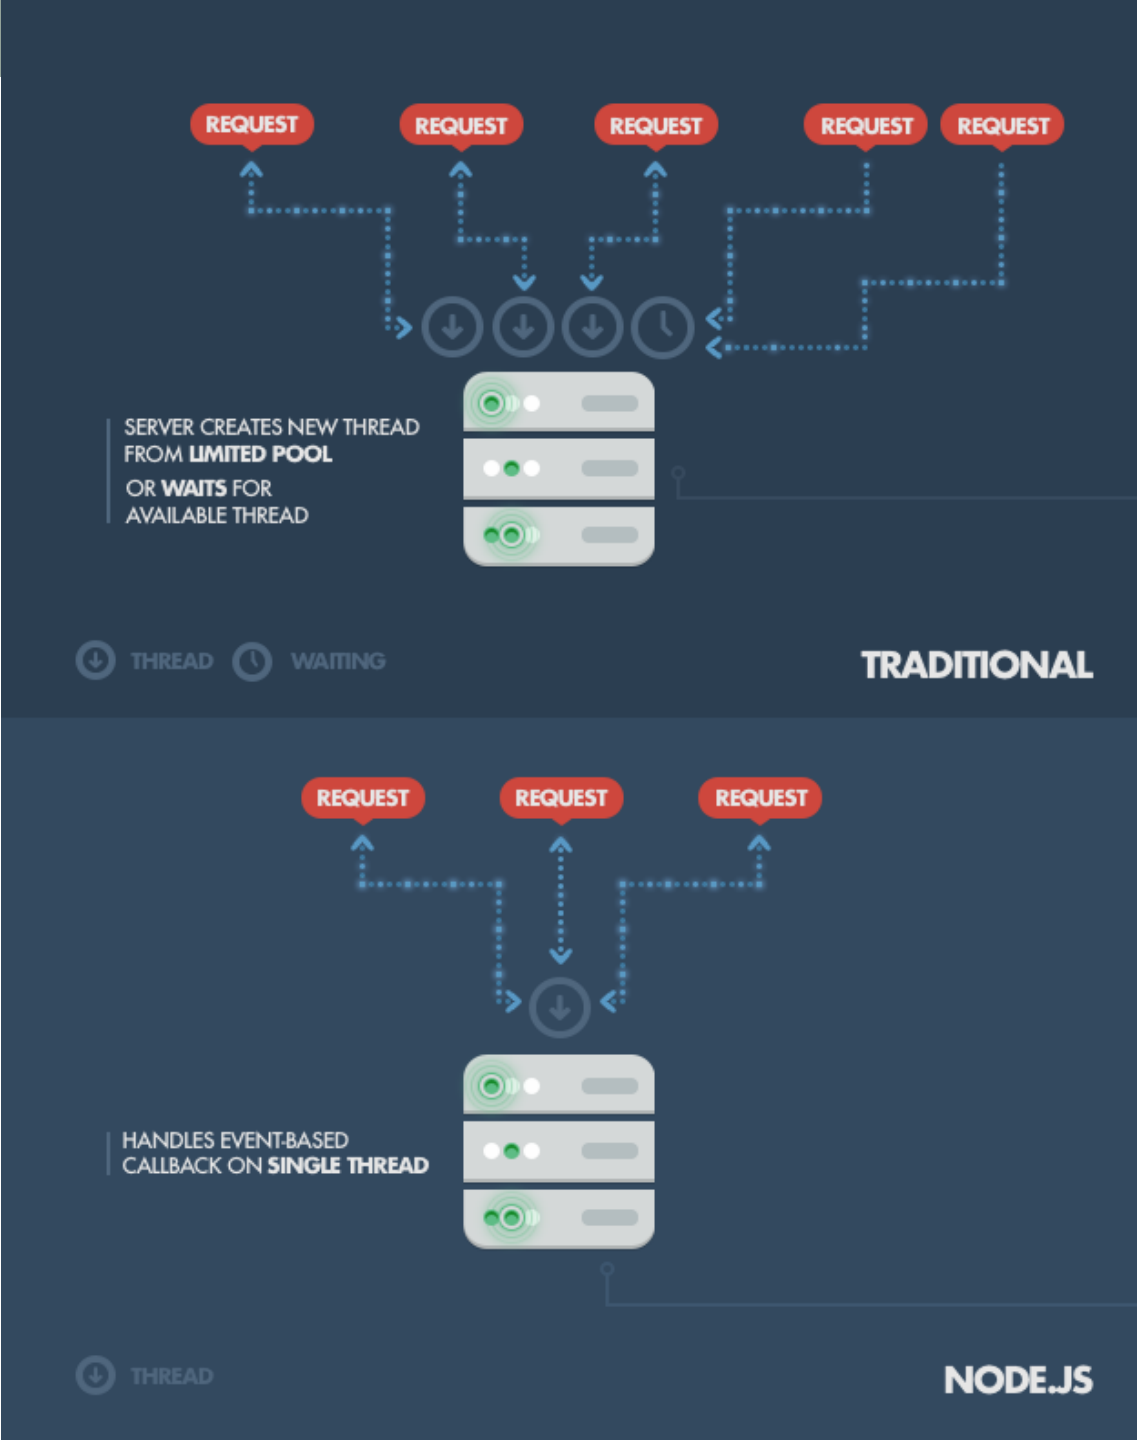 REQUEST
REQUEST
REQUEST
REQUEST
REQUEST
SERVER CREATES NEW THREAD
FROM LIMITED POOL
OR WAITS FOR
AVAILABLE THREAD
THREAD
WAITING
TRADITIONAL
REQUEST
REQUEST
REQUEST
HANDLES EVENT-BASED
CALLBACK ON SINGLE THREAD
THREAD
NODE.JS